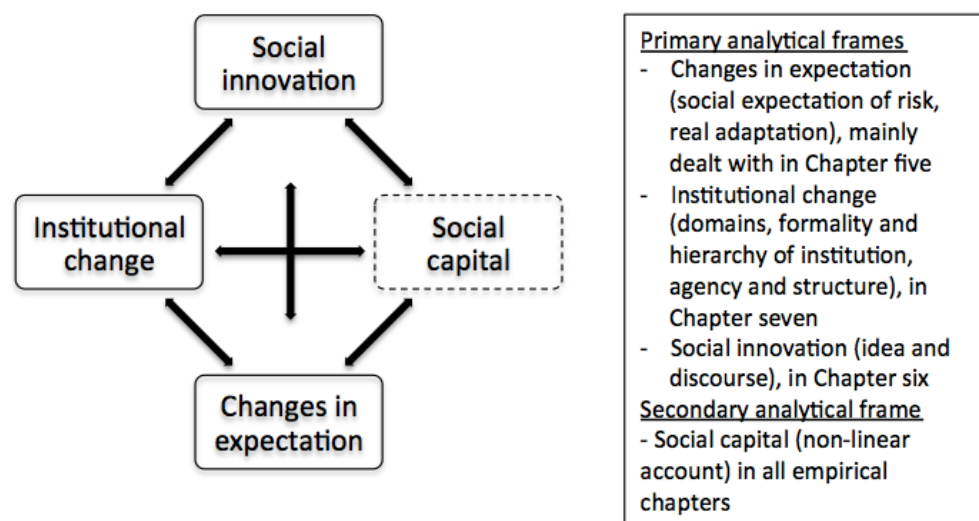 Social
innovation
Institutional
change
Social
capital
Changes in
expectation
Primary analytical frames
- Changes in expectation
(social expectation of risk,
real adaptation), mainly
dealt with in Chapter five
- Institutional change
(domains, formality and
hierarchy of institution,
agency and structure), in
Chapter seven
- Social innovation (idea and
discourse), in Chapter six
Secondary analytical frame
- Social capital (non-linear
account) in all empirical
chapters